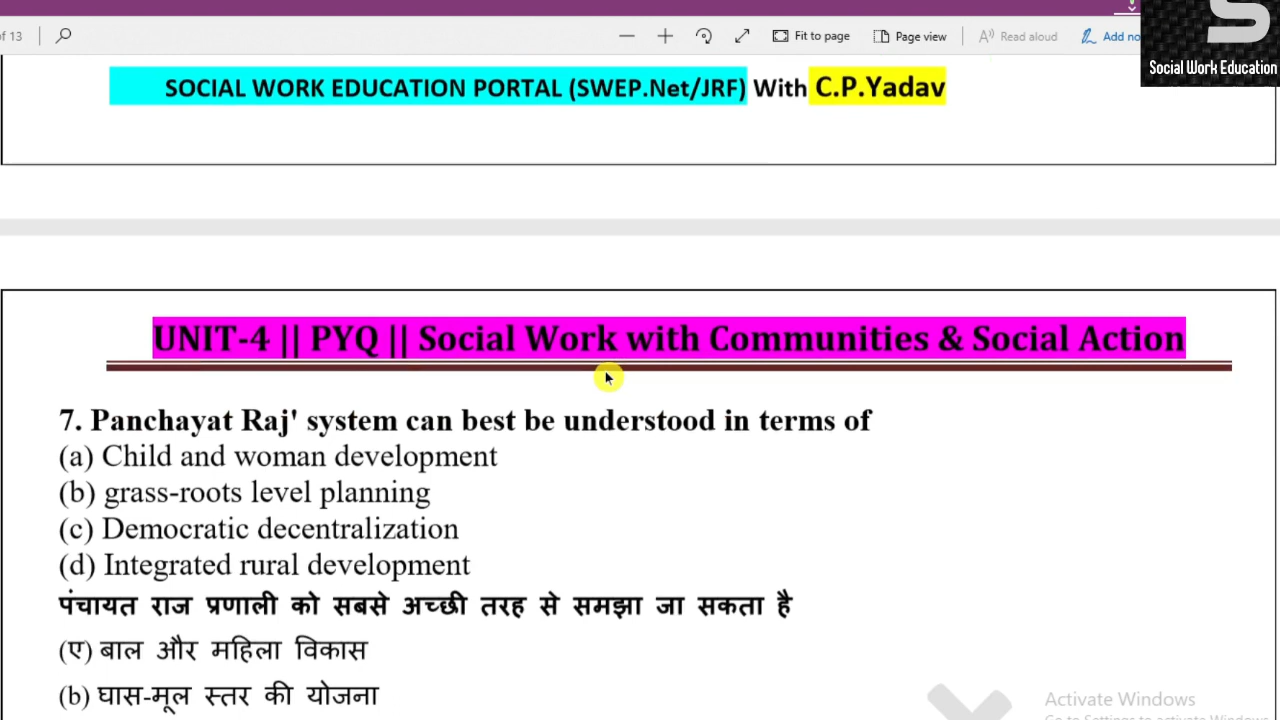 of 13
Fit to page
Page view
Read aloud
Social Work Education
SOCIAL WORK EDUCATION PORTAL (SWEP.Net/JRF) With C.P.Yadav
UNIT-4 || PYQ || Social Work with Communities & Social Action
7. Panchayat Raj' system can best be understood in terms of
(a) Child and woman development
(b) grass-roots level planning
(c) Democratic decentralization
(d) Integrated rural development
पंचायत राज प्रणाली को सबसे अच्छी तरह से समझा जा सकता है
(ए) बाल और महिला विकास
(b) घास-मूल स्तर की योजना
Activate Windows